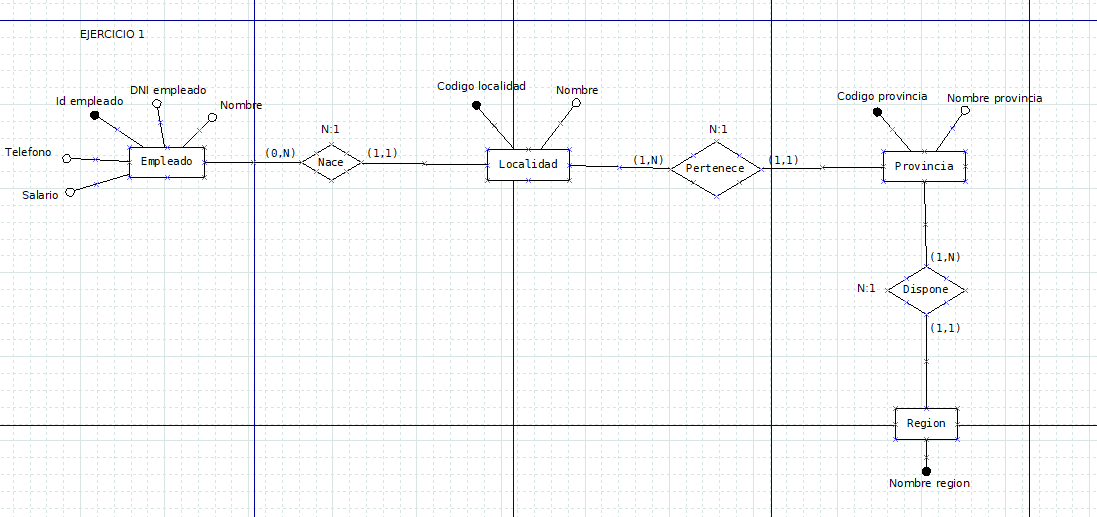 EJERCICIO 1
Id empleado
DNI empleado
Nombre
Telefono
Salario
Empleado
(0,N)
N:1
Nace
(1,1)
Codigo localidad
Nombre
Localidad
(1,N)
N:1
Pertenece
(1,1)
Codigo provincia
Nombre provincia
Provincia
(1,N)
N:1
Dispone
(1,1)
Region
Nombre region